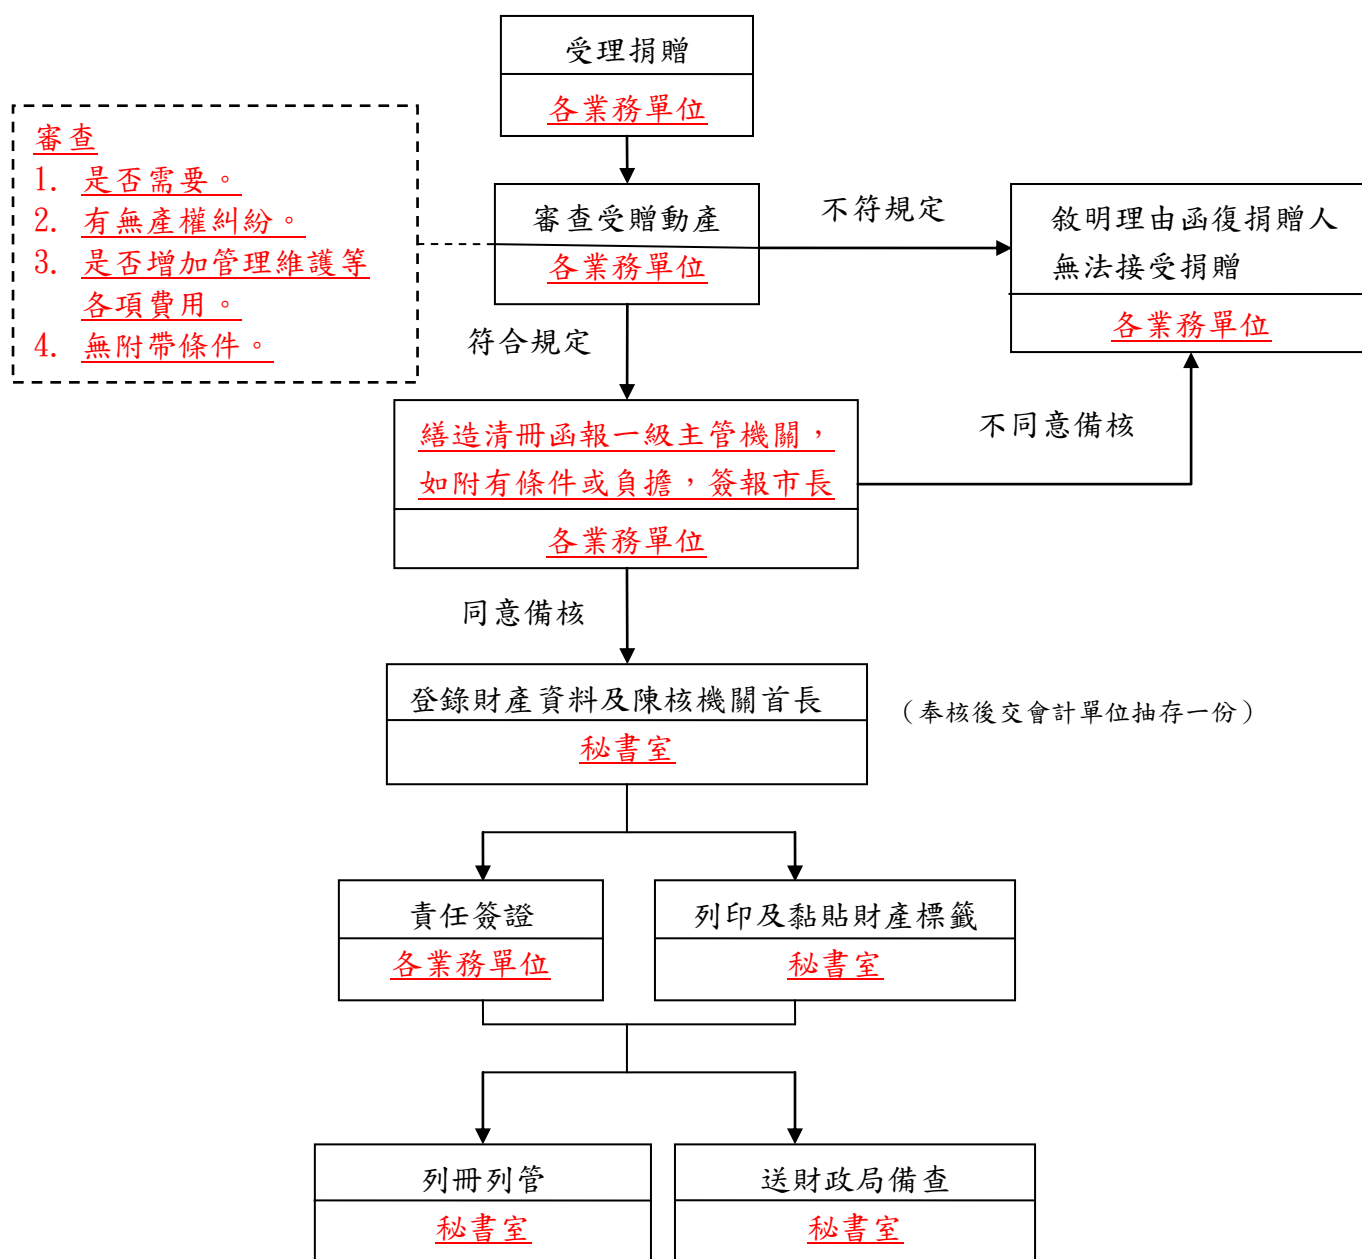 受理捐贈
各業務單位
審查
1. 是否需要。
2. 有無產權糾紛。
3. 是否增加管理維護等
各項費用。
4. 無附帶條件。
審查受贈動產
各業務單位
不符規定
敘明理由函復捐贈人
無法接受捐贈
各業務單位
符合規定
繕造清冊函報一級主管機關，
如附有條件或負擔，簽報市長
各業務單位
不同意備核
同意備核
登錄財產資料及陳核機關首長
秘書室
（奉核後交會計單位抽存一份）
責任簽證
各業務單位
列印及黏貼財產標籤
秘書室
列冊列管
秘書室
送財政局備查
秘書室